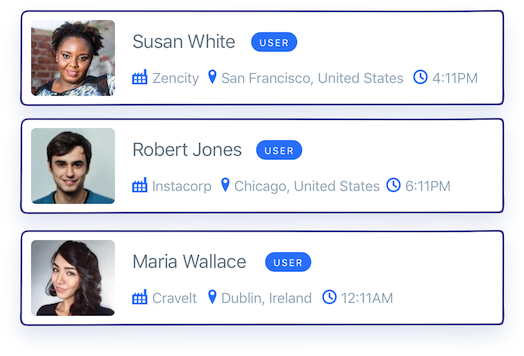 Susan White USER
Zencity San Francisco, United States 4:11PM
Robert Jones USER
Instacorp Chicago, United States 6:11PM
Maria Wallace USER
CraveIt Dublin, Ireland 12:11AM